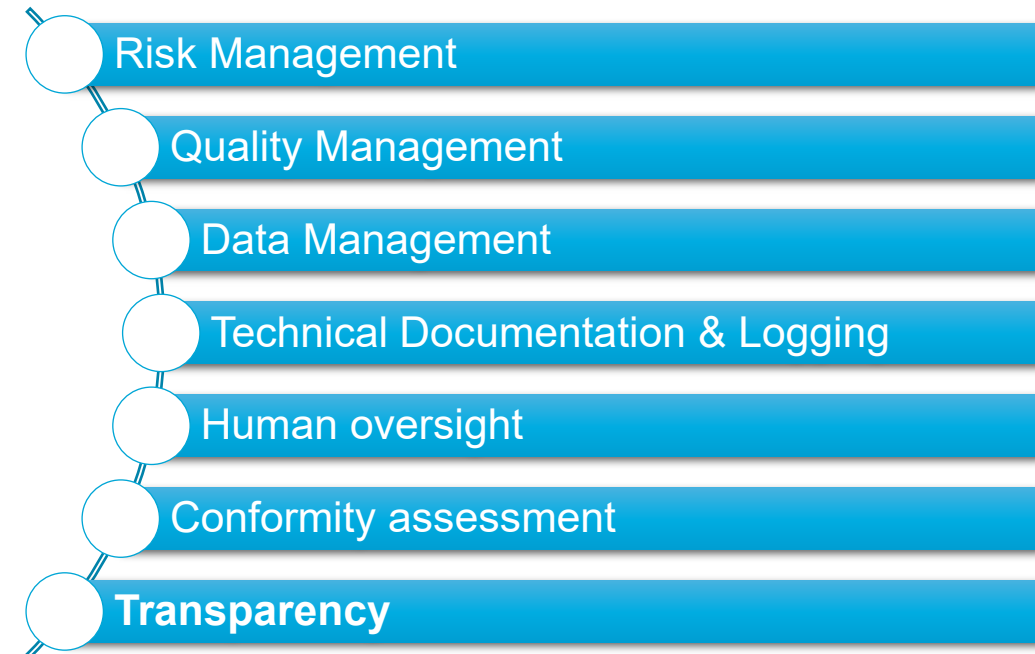 Risk Management
Quality Management
Data Management
Technical Documentation & Logging
Human oversight
Conformity assessment
Transparency